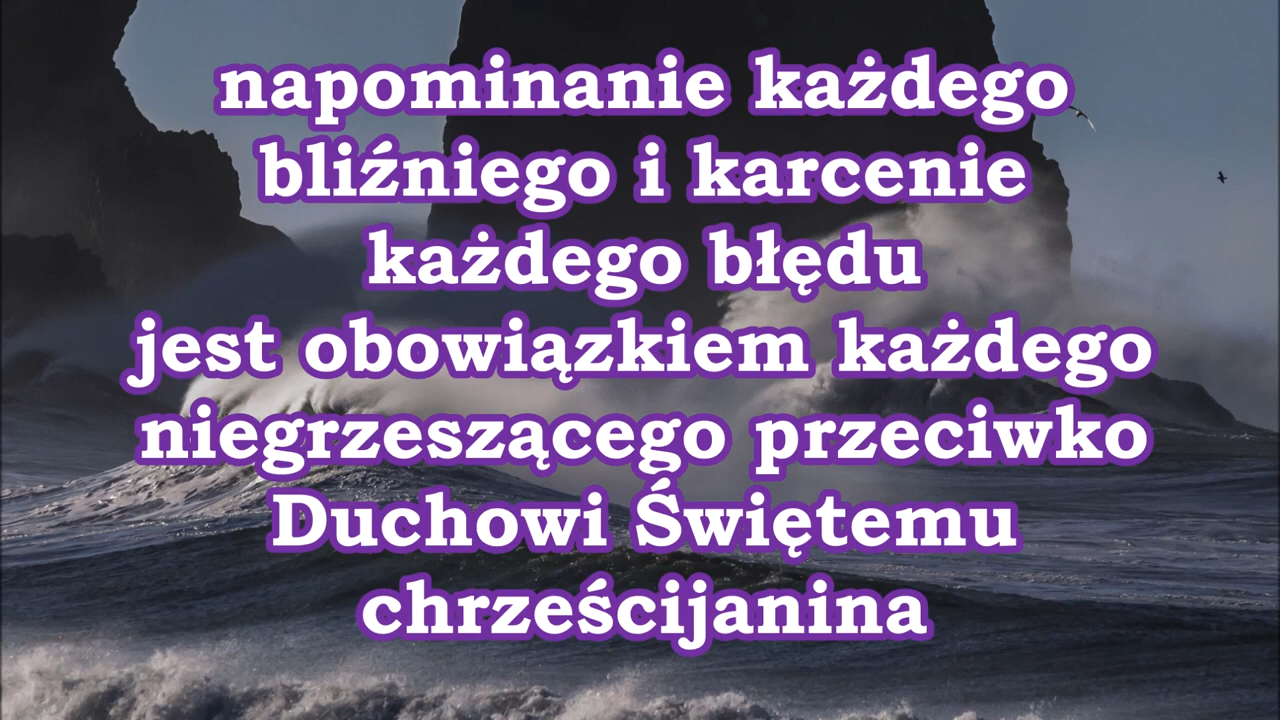 napominanie każdego
bliźniego i karcenie
każdego błędu
jest obowiązkiem każdego
niegrzeszącego przeciwko
Duchowi Świętemu
chrześcijanina